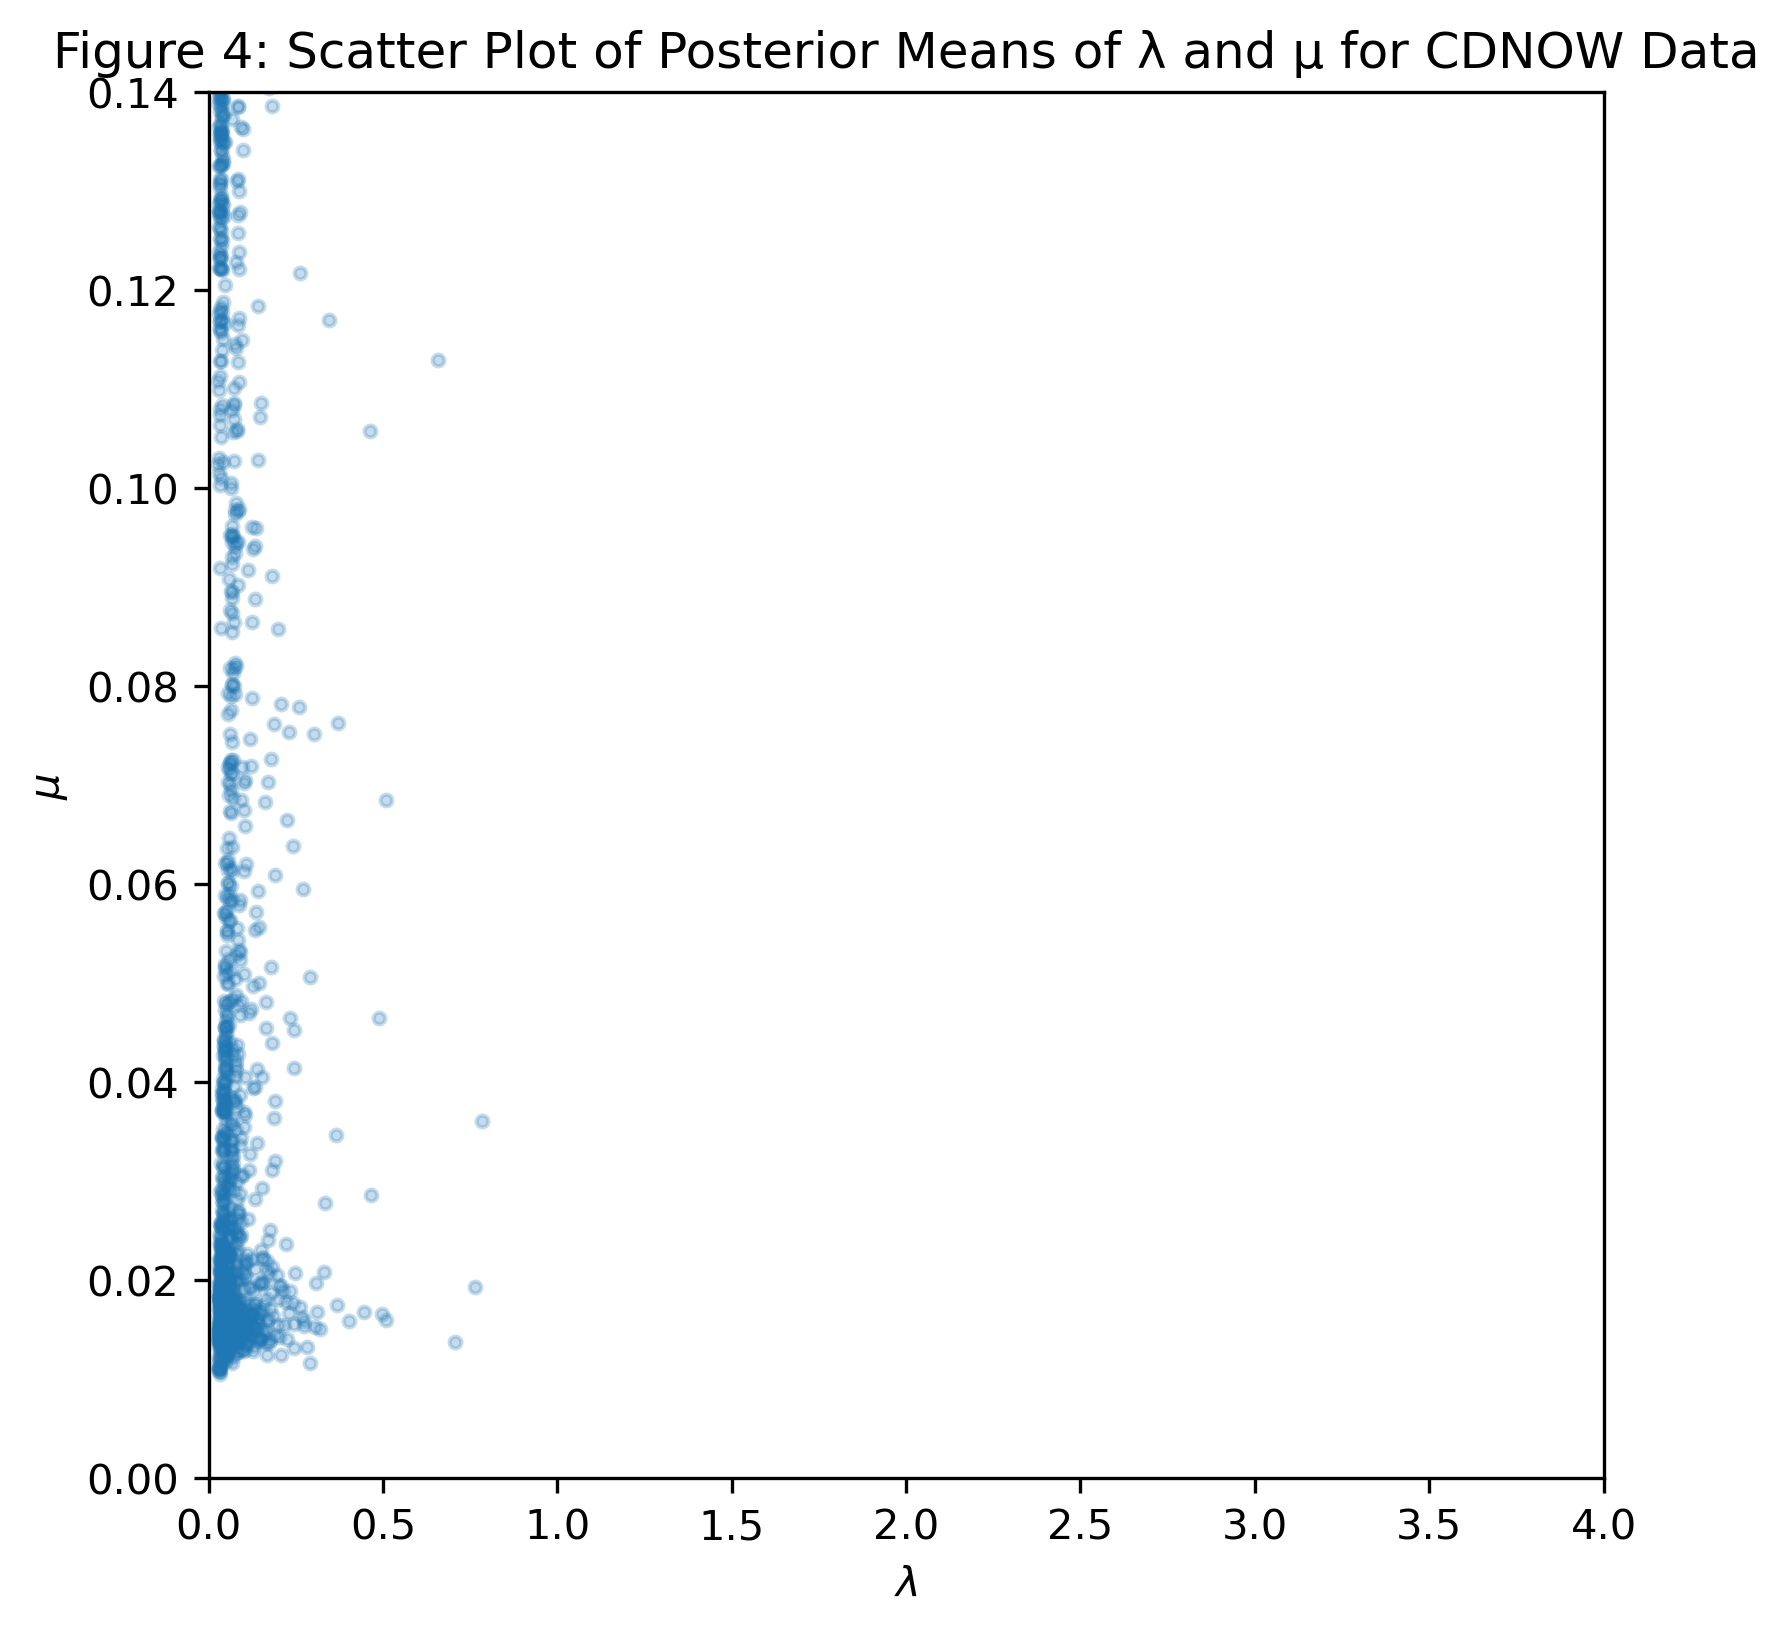 Figure 4: Scatter Plot of Posterior Means of λ and μ for CDNOW Data
0.14
0.12
0.10
0.08
μ
0.06
0.04
0.02
0.00
0.0 0.5 1.0 1.5 2.0 2.5 3.0 3.5 4.0
λ